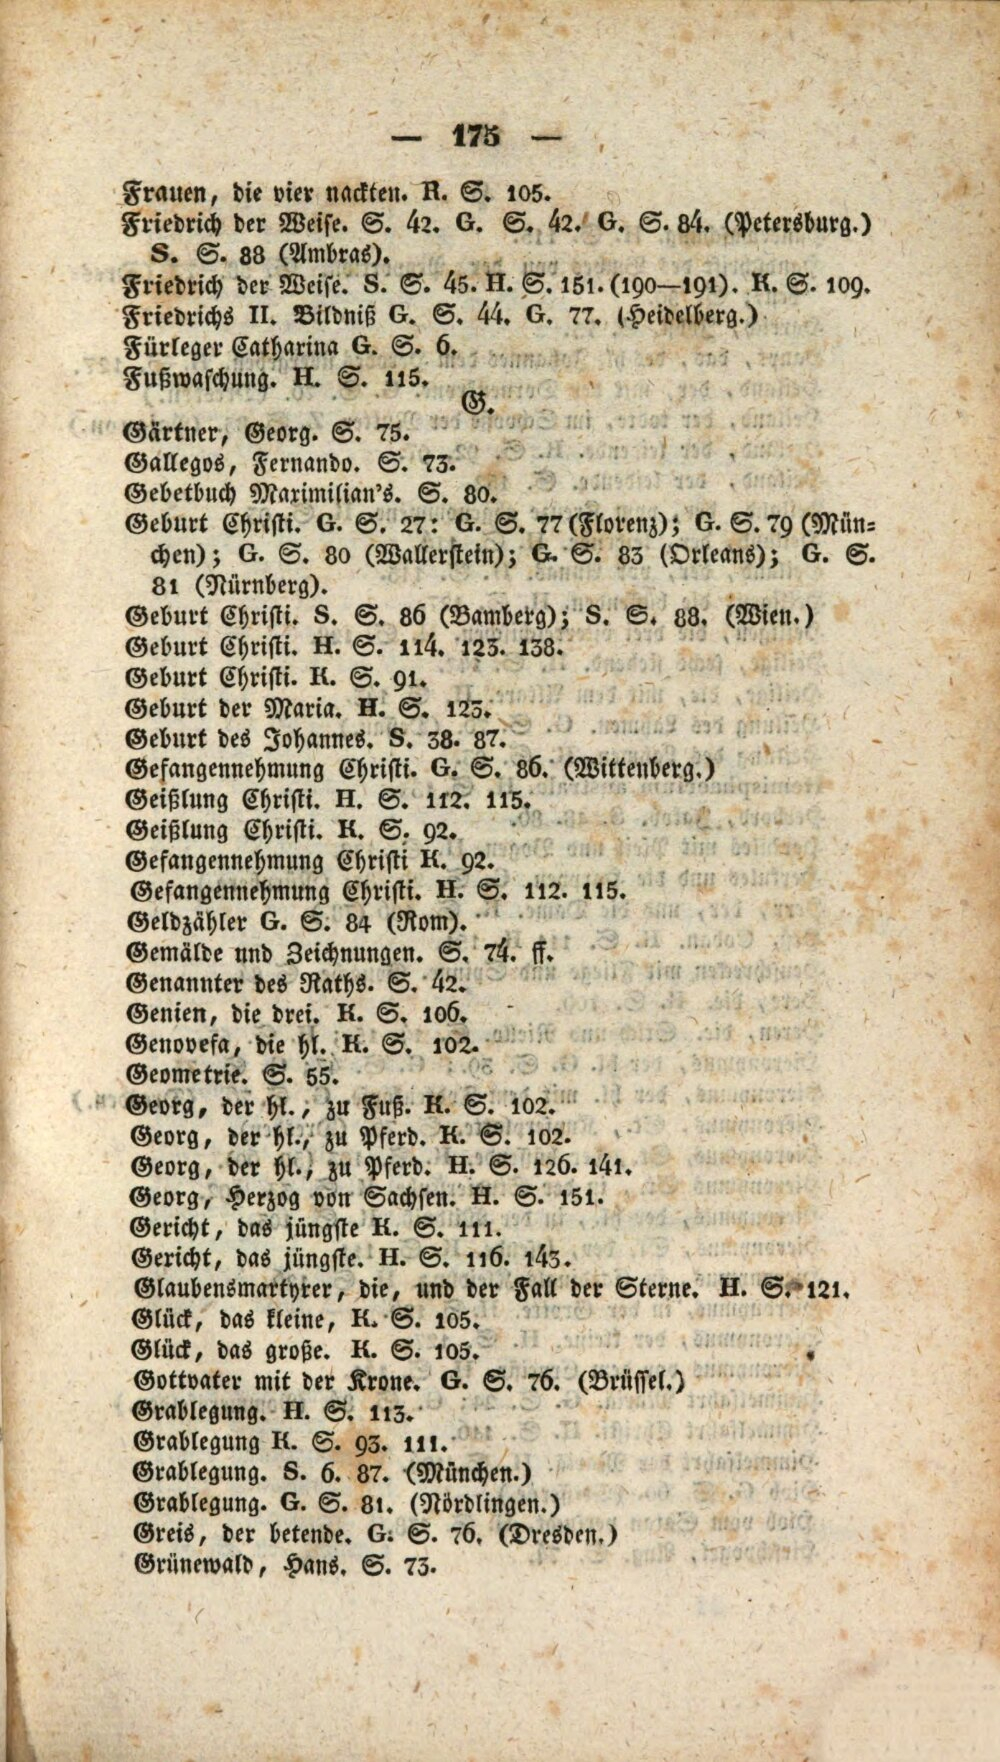 — 175 —
Frauen, die vier nackten. R. S. 105.
Friedrich der Weise. S. 42. G. S. 42. G. S. 84. (Petersburg.)
S. S. 88 (Ambras).
Friedrich der Weise. S. S. 45. H. S. 151. (190—191). K. S. 109.
Friedrichs II. Bildniß G. S. 44. G. 77. (Heidelberg.)
Fürleger Catharina G. S. 6.
Fußwaschung. H. S. 115.
G.
Gärtner, Georg. S. 75.
Gallegos, Fernando. S. 73.
Gebetbuch Maximilian's. S. 80.
Geburt Christi. G. S. 27: G. S. 77 (Florenz); G. S. 79 (Mün-
chen); G. S. 80 (Wallerstein); G. S. 83 (Orleans); G. S.
81 (Nürnberg).
Geburt Christi. S. S. 86 (Bamberg); S. S. 88. (Wien.)
Geburt Christi. H. S. 114. 123. 138.
Geburt Christi. K. S. 91.
Geburt der Maria. H. S. 123.
Geburt des Johannes. S. 38. 87.
Gefangennehmung Christi. G. S. 86. (Wittenberg.)
Geißlung Christi. H. S. 112. 115.
Geißlung Christi. K. S. 92.
Gefangennehmung Christi K. 92.
Gefangennehmung Christi. H. S. 112. 115.
Geldzähler G. S. 84 (Rom).
Gemälde und Zeichnungen. S. 74. ff.
Genannter des Raths. S. 42.
Genien, die drei. K. S. 106.
Genovefa, die hl. K. S. 102.
Geometrie. S. 55.
Georg, der hl., zu Fuß. K. S. 102.
Georg, der hl., zu Pferd. K. S. 102.
Georg, der hl., zu Pferd. H. S. 126. 141.
Georg, Herzog von Sachsen. H. S. 151.
Gericht, das jüngste K. S. 111.
Gericht, das jüngste. H. S. 116. 143.
Glaubensmartyrer, die, und der Fall der Sterne. H. S. 121.
Glück, das kleine, K. S. 105.
Glück, das große. K. S. 105.
Gottvater mit der Krone. G. S. 76. (Brüssel.)
Grablegung. H. S. 113.
Grablegung K. S. 93. 111.
Grablegung. S. 6. 87. (München.)
Grablegung. G. S. 81. (Nördlingen.)
Greis, der betende. G. S. 76. (Dresden.)
Grünewald, Hans. S. 73.